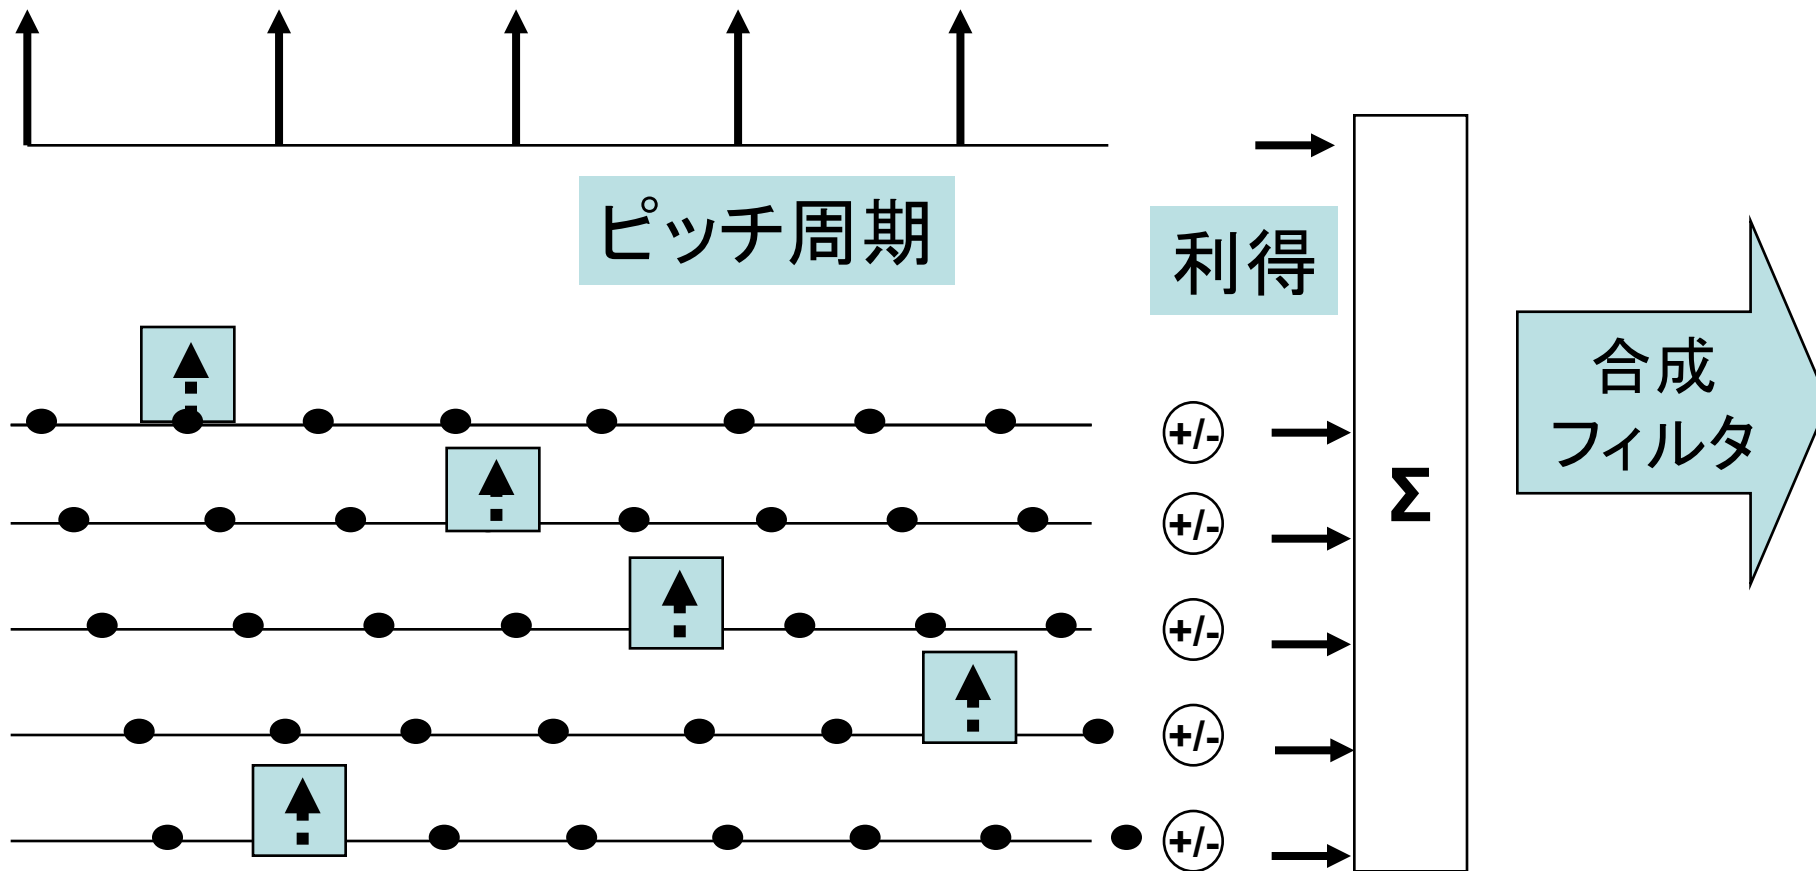 ピッチ周期
利得
合成
フィルタ
+/-
+/-
Σ
+/-
+/-
+/-